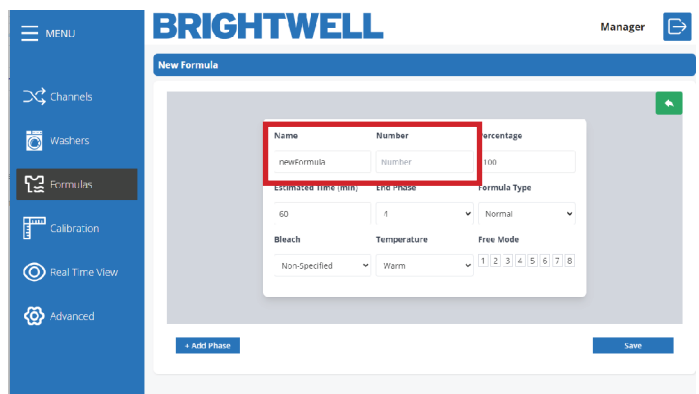 MENU
BRIGHTWELL
Manager
New Formula
Channels
Washers
Formulas
Calibration
Real Time View
Advanced
Name Number Percentage
newFormula Number 100
Estimated Time (min) End Phase Formula Type
60 4 Normal
Bleach Temperature Free Mode
Non-Specified Warm 1 2 3 4 5 6 7 8
+ Add Phase Save